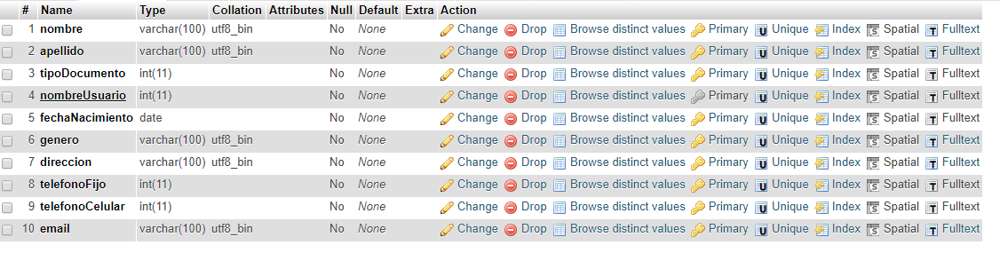 # Name Type Collation Attributes Null Default Extra Action
1 nombre varchar(100) utf8_bin No None Change Drop Browse distinct values Primary Unique Index Spatial Fulltext
2 apellido varchar(100) utf8_bin No None Change Drop Browse distinct values Primary Unique Index Spatial Fulltext
3 tipoDocumento int(11) No None Change Drop Browse distinct values Primary Unique Index Spatial Fulltext
4 nombreUsuario int(11) No None Change Drop Browse distinct values Primary Unique Index Spatial Fulltext
5 fechaNacimiento date No None Change Drop Browse distinct values Primary Unique Index Spatial Fulltext
6 genero varchar(100) utf8_bin No None Change Drop Browse distinct values Primary Unique Index Spatial Fulltext
7 direccion varchar(100) utf8_bin No None Change Drop Browse distinct values Primary Unique Index Spatial Fulltext
8 telefonoFijo int(11) No None Change Drop Browse distinct values Primary Unique Index Spatial Fulltext
9 telefonoCelular int(11) No None Change Drop Browse distinct values Primary Unique Index Spatial Fulltext
10 email varchar(100) utf8_bin No None Change Drop Browse distinct values Primary Unique Index Spatial Fulltext